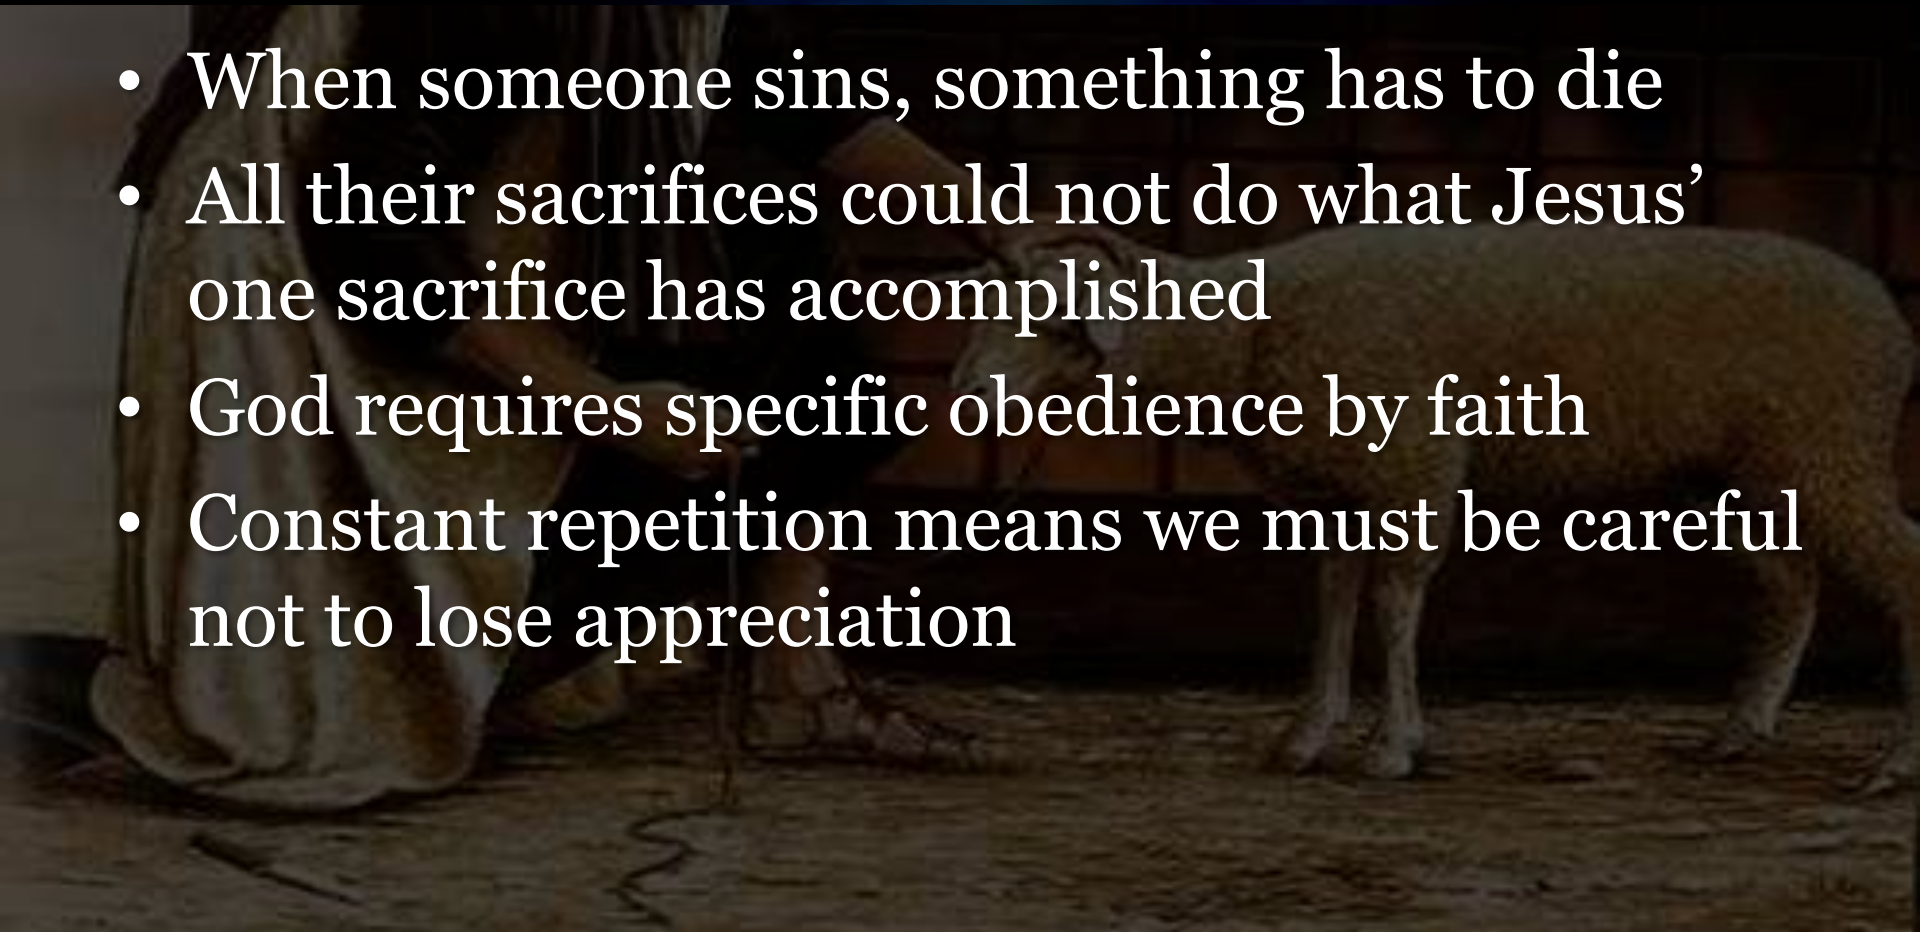 • When someone sins, something has to die
• All their sacrifices could not do what Jesus’
one sacrifice has accomplished
• God requires specific obedience by faith
• Constant repetition means we must be careful
not to lose appreciation